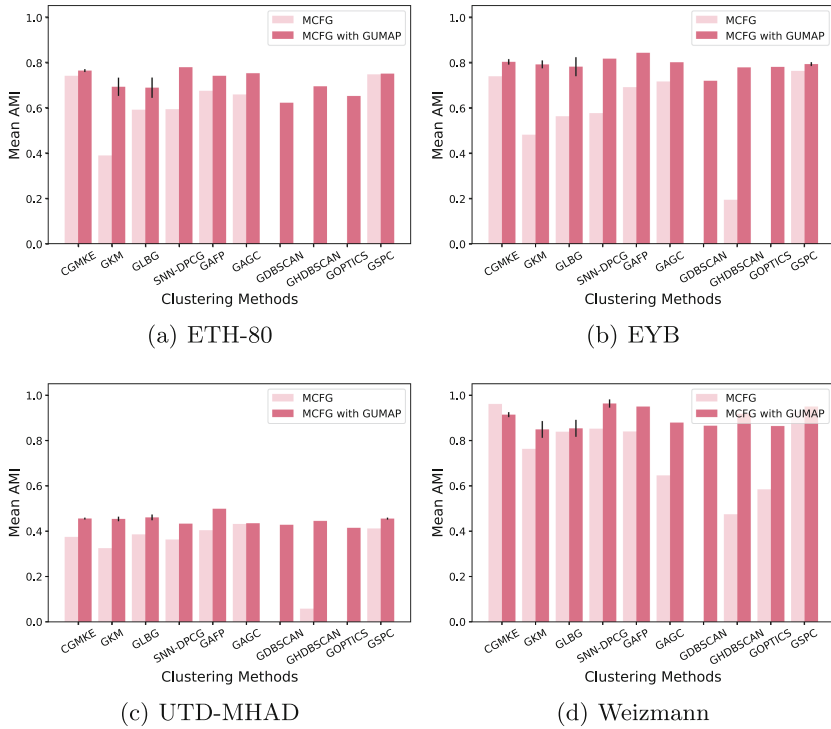 1.0
0.8
0.6
0.4
0.2
0.0
Mean AMI
MCFG
MCFG with GUMAP
CGMKE
GKM
GLBG
SNN-DPCG
GAFP
GAGC
GDBSCAN
GHDBSCAN
GOPTICS
GSPC
Clustering Methods
(a) ETH-80
1.0
0.8
0.6
0.4
0.2
0.0
Mean AMI
MCFG
MCFG with GUMAP
CGMKE
GKM
GLBG
SNN-DPCG
GAFP
GAGC
GDBSCAN
GHDBSCAN
GOPTICS
GSPC
Clustering Methods
(b) EYB
1.0
0.8
0.6
0.4
0.2
0.0
Mean AMI
MCFG
MCFG with GUMAP
CGMKE
GKM
GLBG
SNN-DPCG
GAFP
GAGC
GDBSCAN
GHDBSCAN
GOPTICS
GSPC
Clustering Methods
(c) UTD-MHAD
1.0
0.8
0.6
0.4
0.2
0.0
Mean AMI
MCFG
MCFG with GUMAP
CGMKE
GKM
GLBG
SNN-DPCG
GAFP
GAGC
GDBSCAN
GHDBSCAN
GOPTICS
GSPC
Clustering Methods
(d) Weizmann